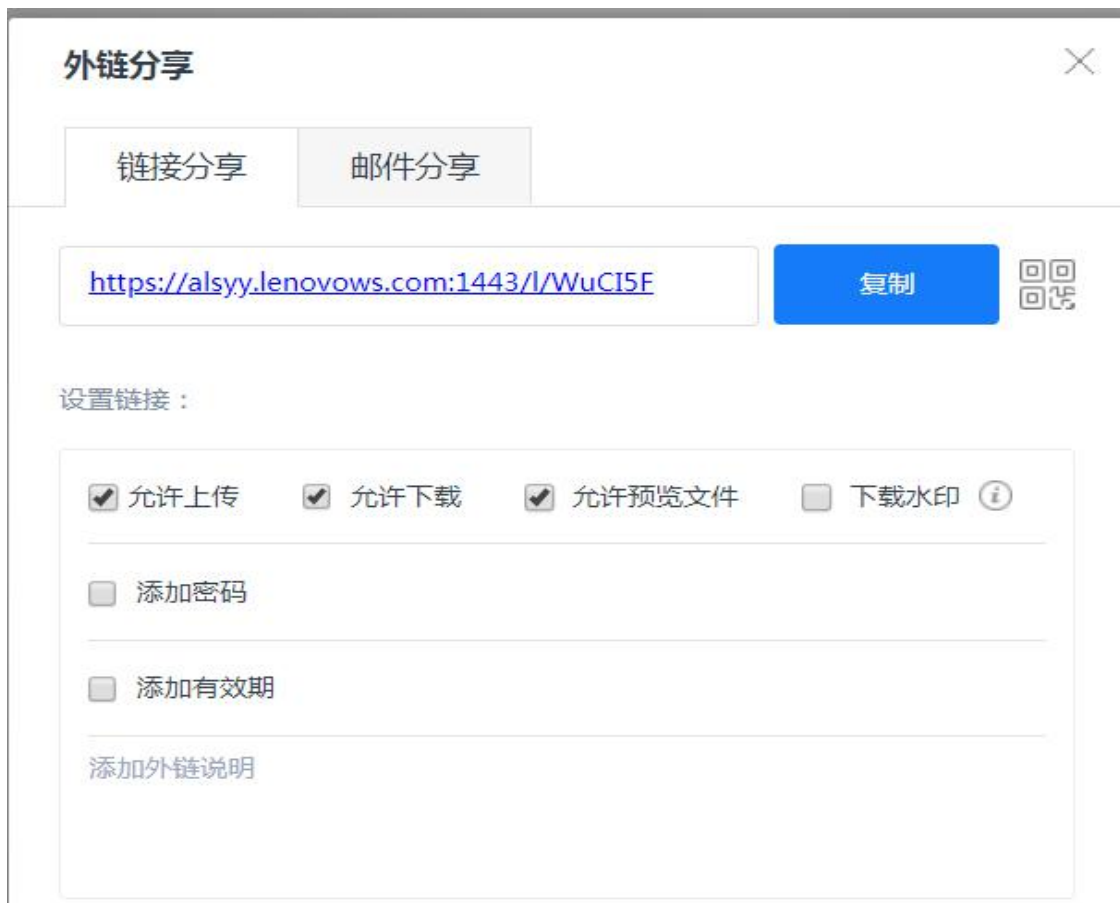 外链分享
链接分享 邮件分享
https://alsyy.lenovows.com:1443/l/WuCI5F 复制
设置链接：
允许上传 允许下载 允许预览文件 下载水印
添加密码
添加有效期
添加外链说明